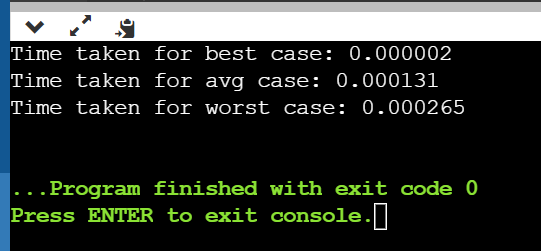 Time taken for best case: 0.000002
Time taken for avg case: 0.000131
Time taken for worst case: 0.000265
...Program finished with exit code 0
Press ENTER to exit console.